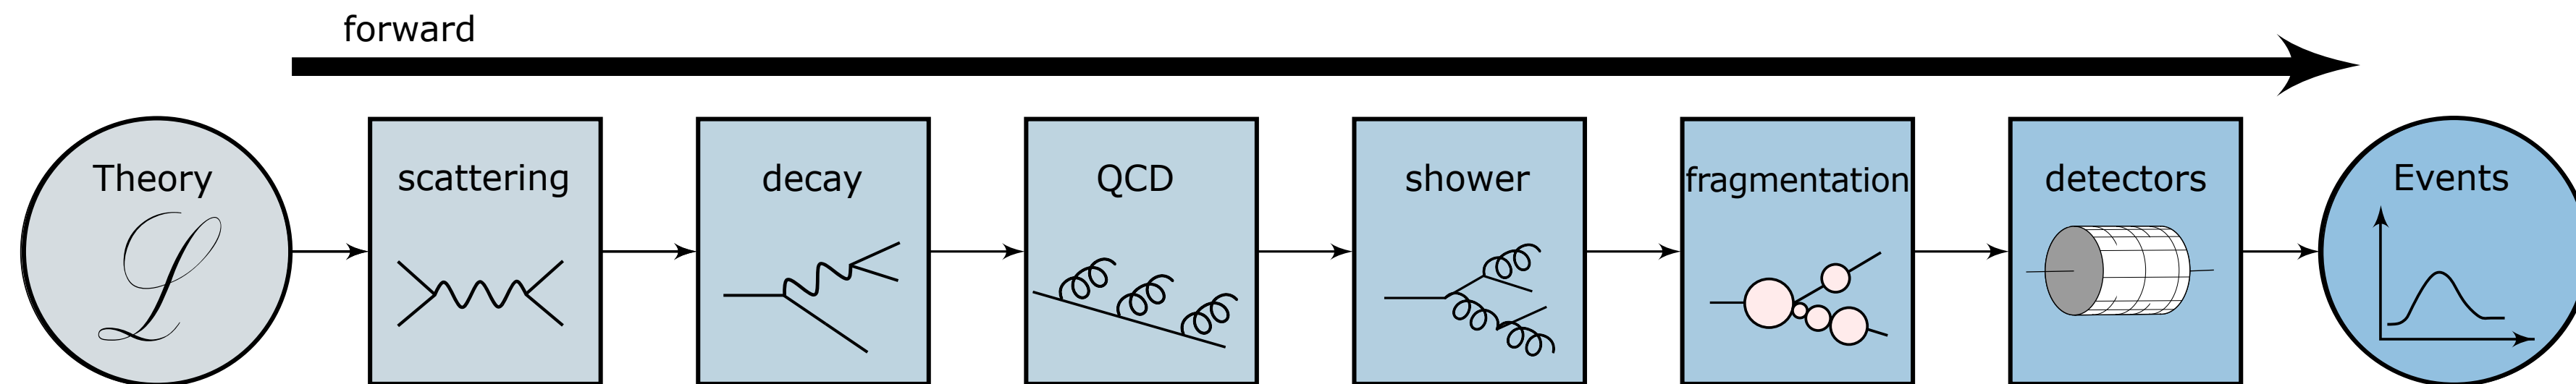 forward
Theory
ℒ
scattering
decay
QCD
shower
fragmentation
detectors
Events